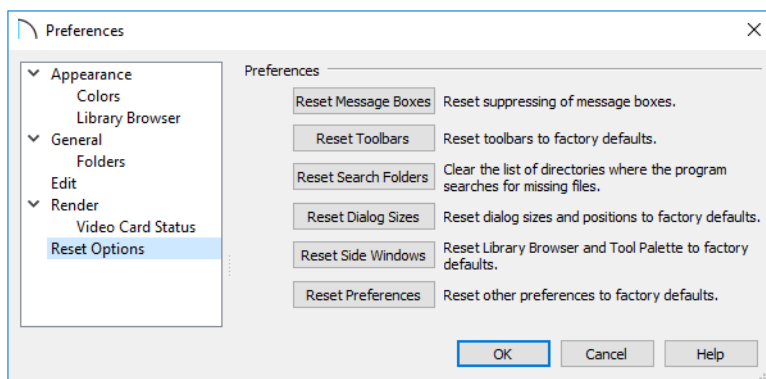 Preferences
Appearance
Colors
Library Browser
General
Folders
Edit
Render
Video Card Status
Reset Options
Preferences
Reset Message Boxes Reset suppressing of message boxes.
Reset Toolbars Reset toolbars to factory defaults.
Reset Search Folders Clear the list of directories where the program
searches for missing files.
Reset Dialog Sizes Reset dialog sizes and positions to factory defaults.
Reset Side Windows Reset Library Browser and Tool Palette to factory
defaults.
Reset Preferences Reset other preferences to factory defaults.
OK Cancel Help